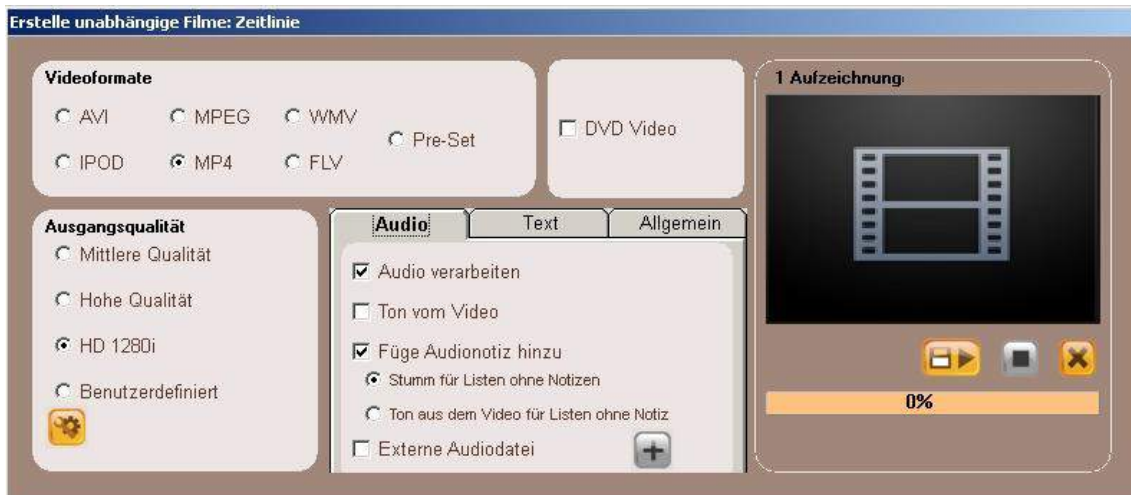 Erstelle unabhängige Filme: Zeitlinie
Videoformate
AVI
MPEG
WMV
Pre-Set
IPOD
MP4
FLV
DVD Video
1 Aufzeichnung:
Ausgangsqualität
Mittlere Qualität
Hohe Qualität
HD 1280i
Benutzerdefiniert
Audio
Text
Allgemein
Audio verarbeiten
Ton vom Video
Füge Audionotiz hinzu
Stumm für Listen ohne Notizen
Ton aus dem Video für Listen ohne Notiz
Externe Audiodatei
0%